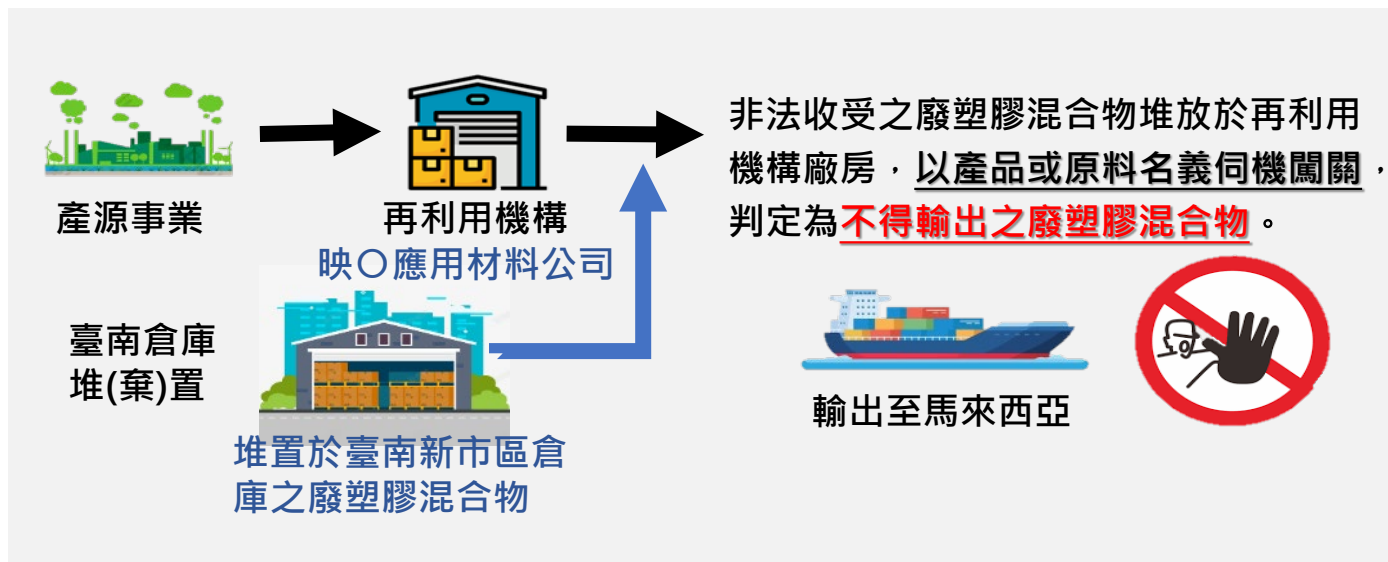 產源事業
再利用機構
映〇應用材料公司
臺南倉庫
堆(棄)置
堆置於臺南新市區倉
庫之廢塑膠混合物
非法收受之廢塑膠混合物堆放於再利用
機構廠房，以產品或原料名義伺機闖關，
判定為不得輸出之廢塑膠混合物。
輸出至馬來西亞